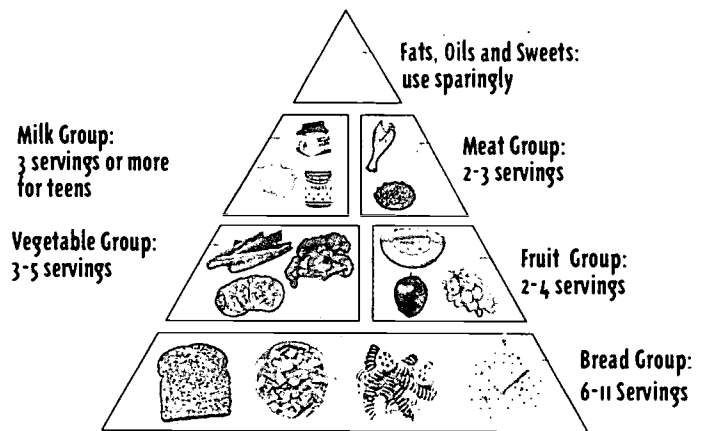 Fats, Oils and Sweets:
use sparingly
Milk Group:
3 servings or more
for teens
Meat Group:
2-3 servings
Vegetable Group:
3-5 servings
Fruit Group:
2-4 servings
Bread Group:
6-11 Servings